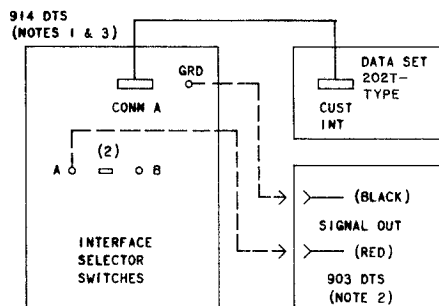 914 DTS
(NOTES 1 & 3)
GRD
CONN A
DATA SET
202T-
TYPE
CUST
INT
(2)
A
B
(BLACK)
SIGNAL OUT
(RED)
INTERFACE
SELECTOR
SWITCHES
903 DTS
(NOTE 2)